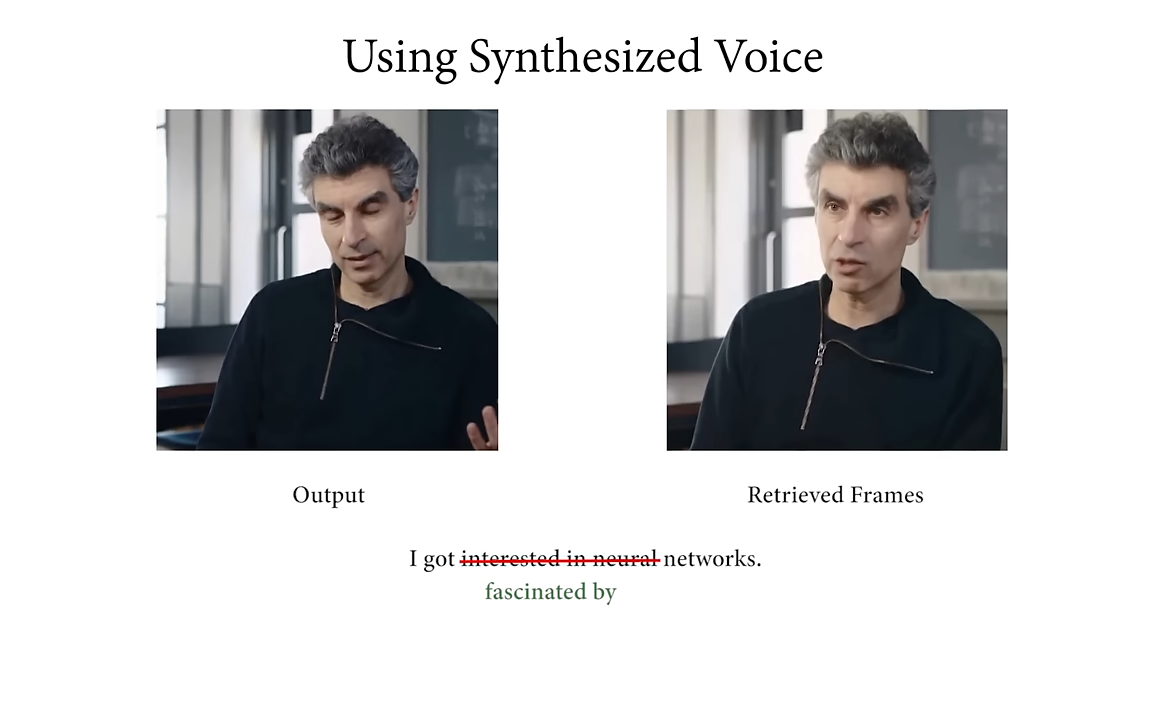 Using Synthesized Voice
Output
Retrieved Frames
I got interested in neural networks.
fascinated by